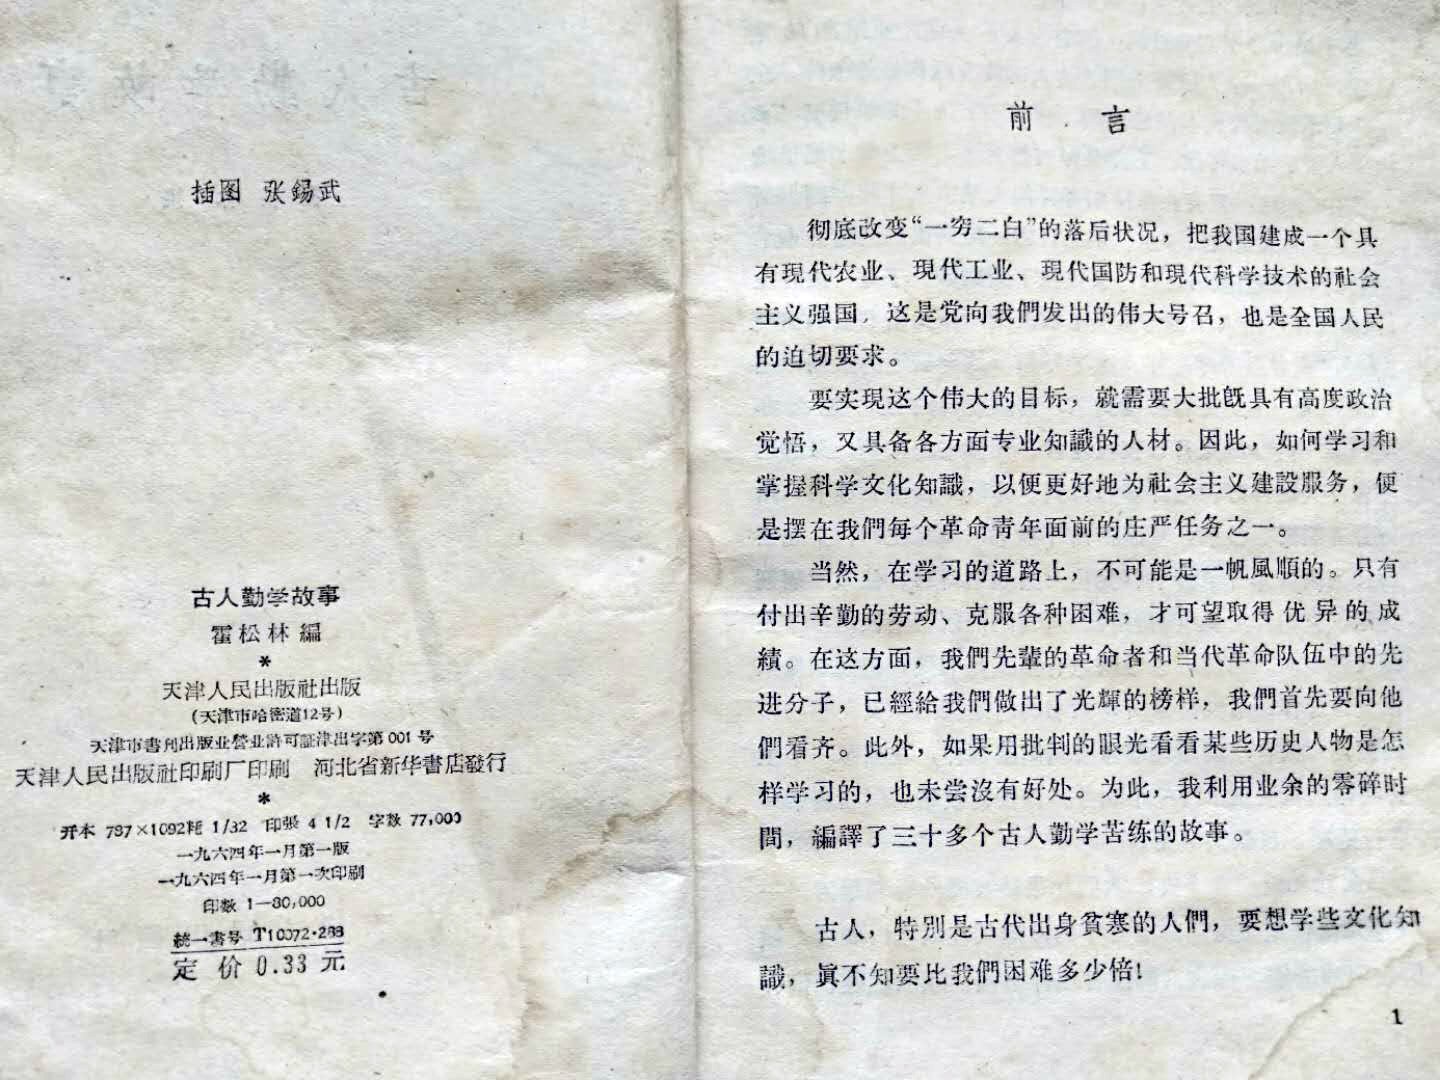 插图 张錫武
古人勤学故事
霍松林編
*
天津人民出版社出版
(天津市哈密道12号)
天津市書刊出版业营业許可証津出字第001号
天津人民出版社印刷厂印刷 河北省新华書店發行
*
开本 787×1092耗 1/32 印張 4 1/2 字数 77,000
一九六四年一月第一版
一九六四年一月第一次印刷
印数 1—80,000
統一書号 T10072·288
定 价 0.33 元
前 言
彻底改变“一穷二白”的落后状况，把我国建成一个具
有現代农业、現代工业、現代国防和現代科学技术的社会
主义强国，这是党向我們发出的伟大号召，也是全国人民
的迫切要求。
要实現这个伟大的目标，就需要大批旣具有高度政治
觉悟，又具备各方面专业知識的人材。因此，如何学习和
掌握科学文化知識，以便更好地为社会主义建設服务，便
是摆在我們每个革命青年面前的庄严任务之一。
当然，在学习的道路上，不可能是一帆風順的。只有
付出辛勤的劳动、克服各种困难，才可望取得优异的成
績。在这方面，我們先輩的革命者和当代革命队伍中的先
进分子，已經給我們做出了光輝的榜样，我們首先要向他
們看齐。此外，如果用批判的眼光看看某些历史人物是怎
样学习的，也未尝沒有好处。为此，我利用业余的零碎时
間，編譯了三十多个古人勤学苦练的故事。
古人，特別是古代出身貧寒的人們，要想学些文化知
識，眞不知要比我們困难多少倍！
1